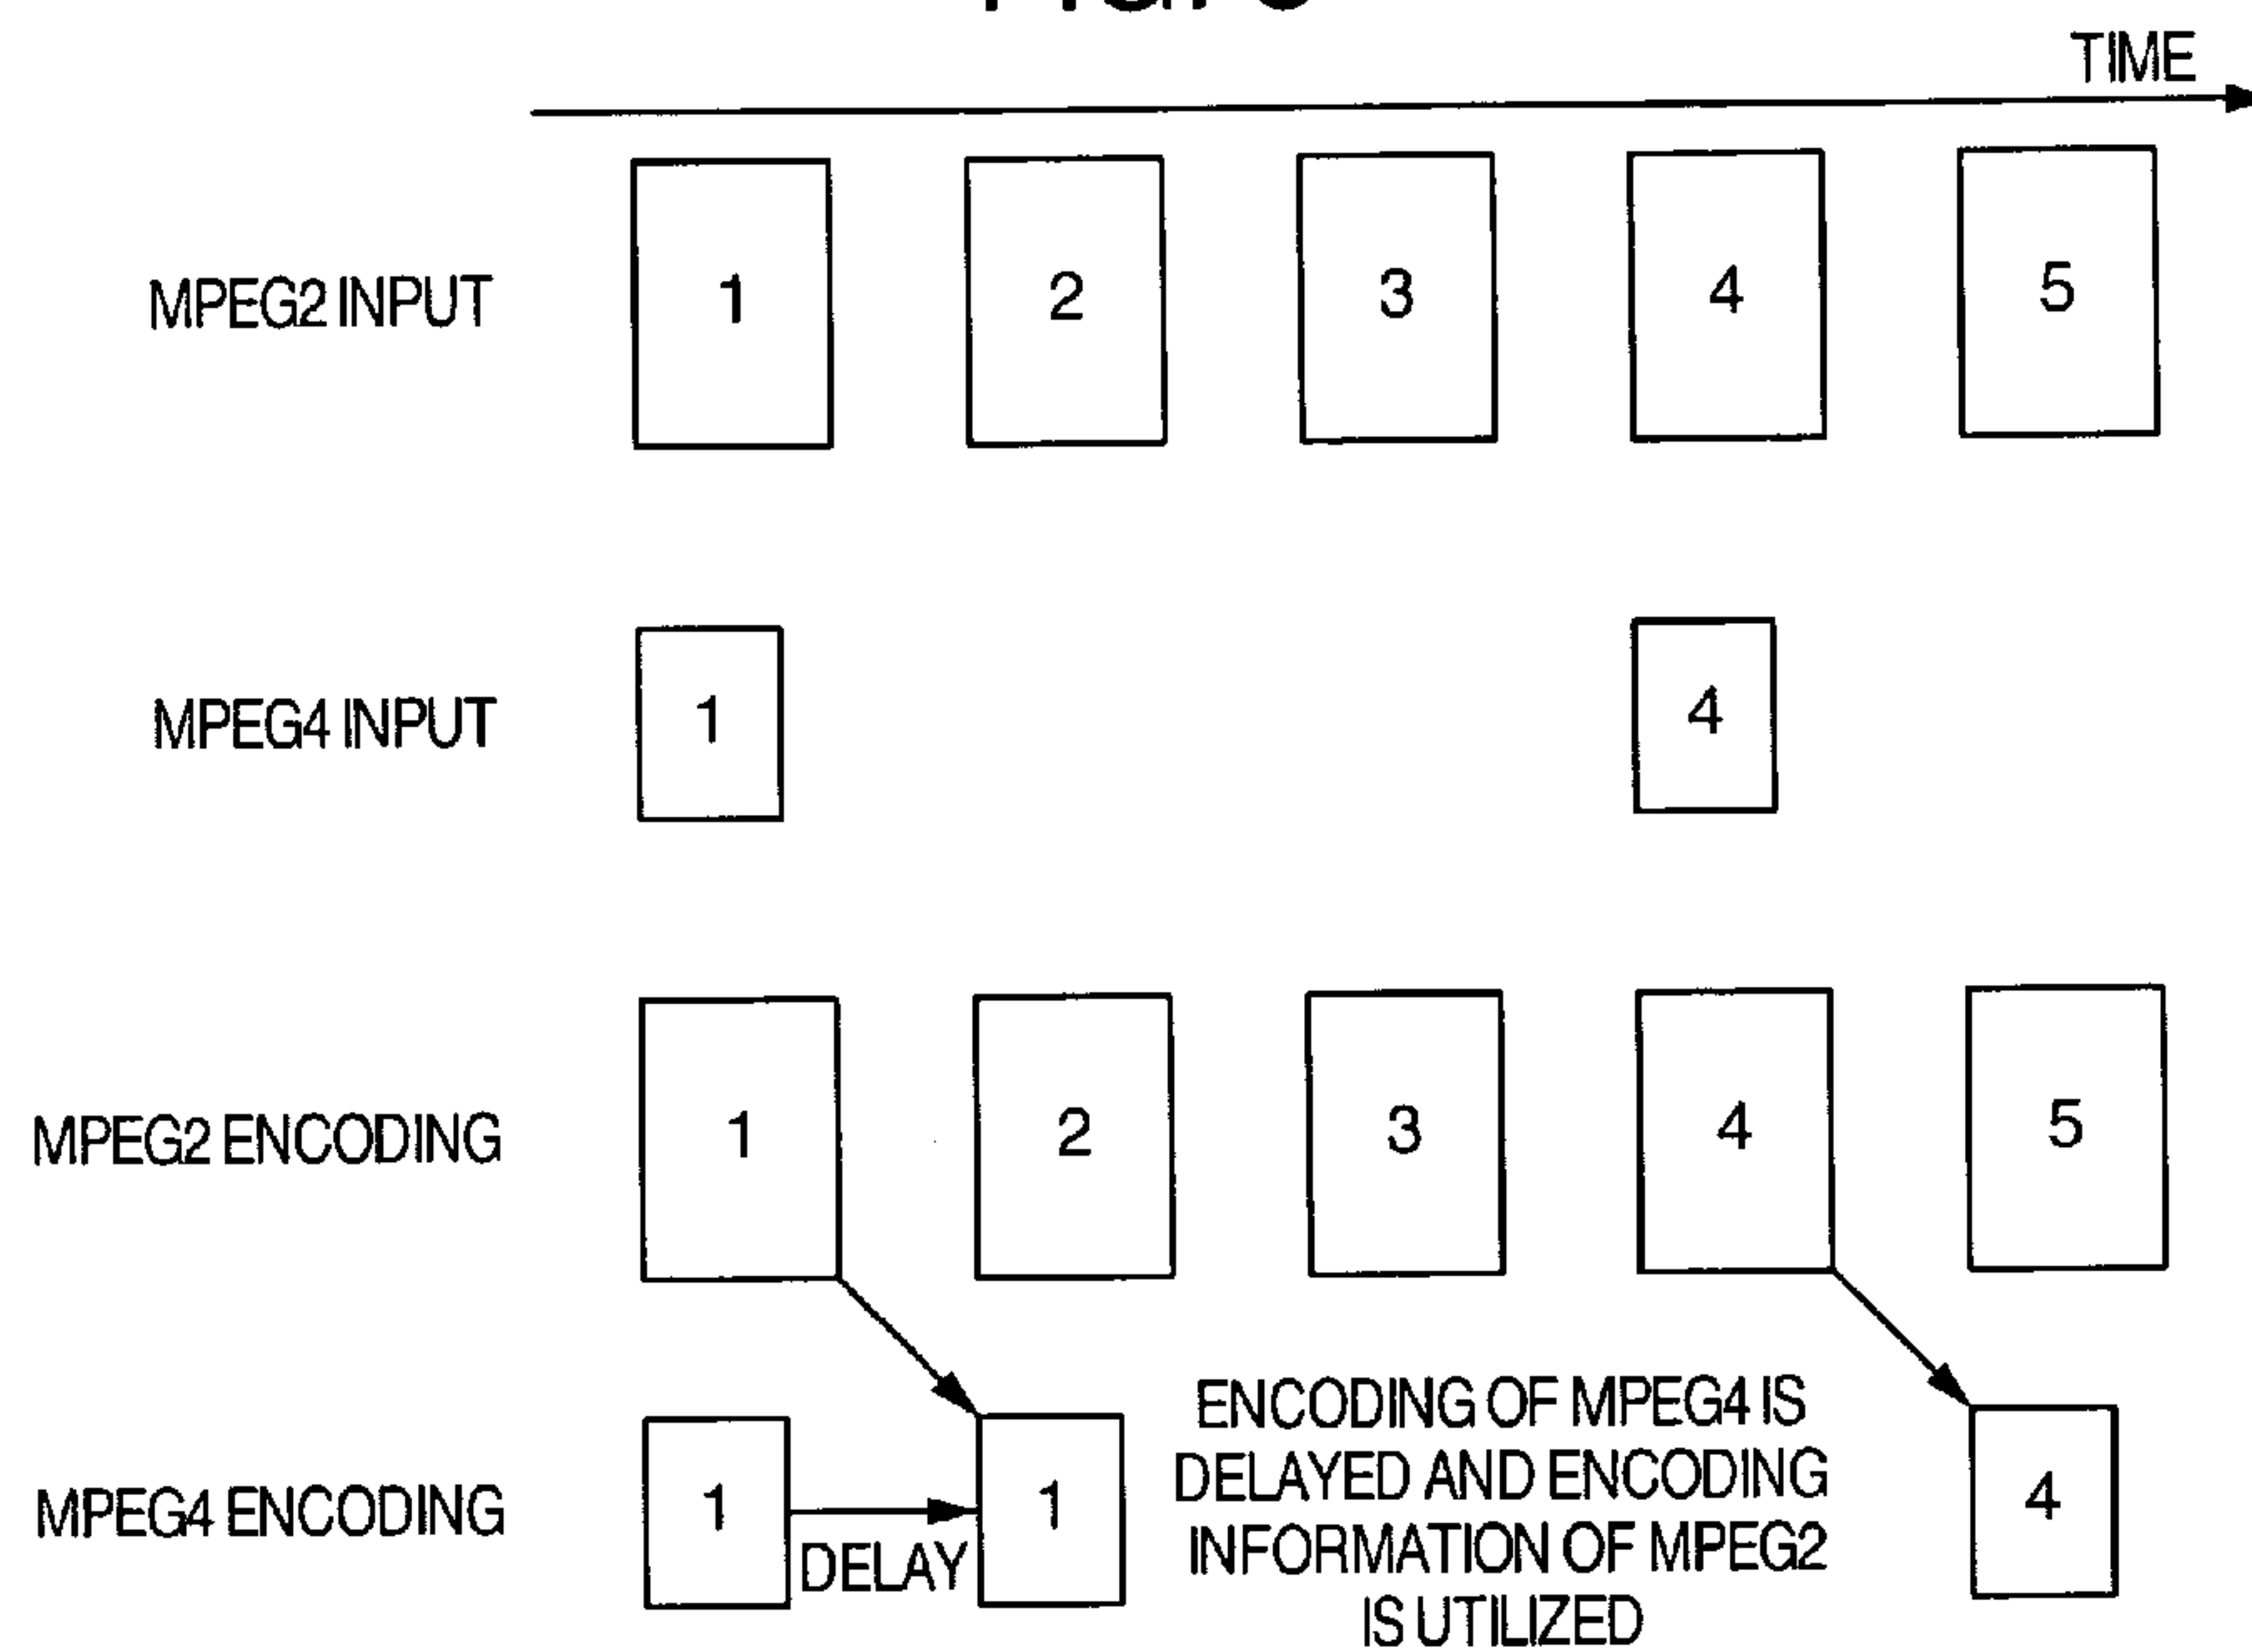 TIME
MPEG2 INPUT
1 2 3 4 5
MPEG4 INPUT
1 4
MPEG2 ENCODING
1 2 3 4 5
MPEG4 ENCODING
1
DELAY
1
ENCODING OF MPEG4 IS
DELAYED AND ENCODING
INFORMATION OF MPEG2
IS UTILIZED
4